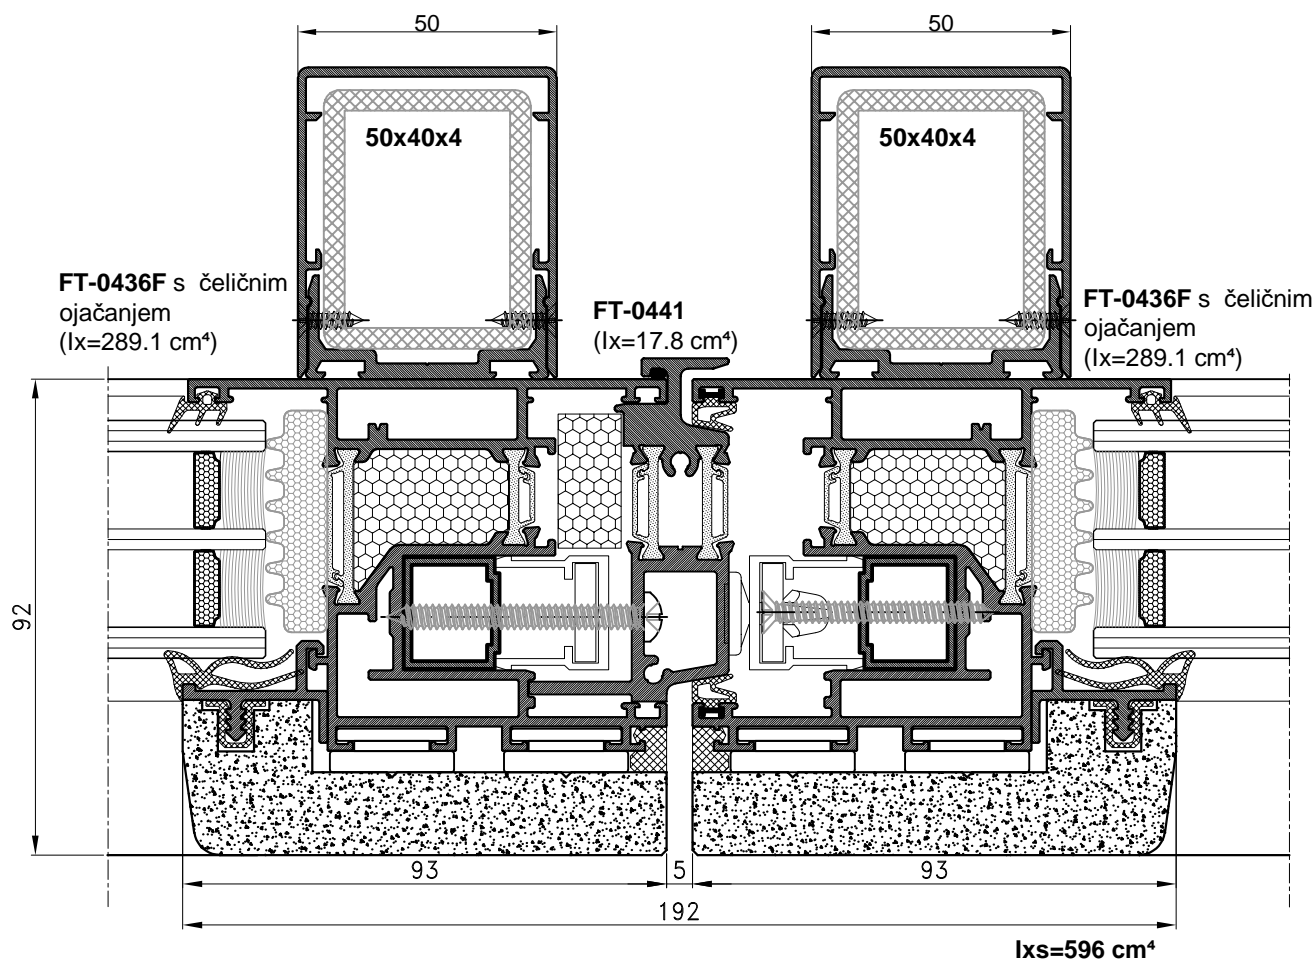 50
50
50x40x4
50x40x4
FT-0436F s čeličnim
ojačanjem
(Ix=289.1 cm⁴)
FT-0441
(Ix=17.8 cm⁴)
FT-0436F s čeličnim
ojačanjem
(Ix=289.1 cm⁴)
92
93
5
93
192
Ixs=596 cm⁴